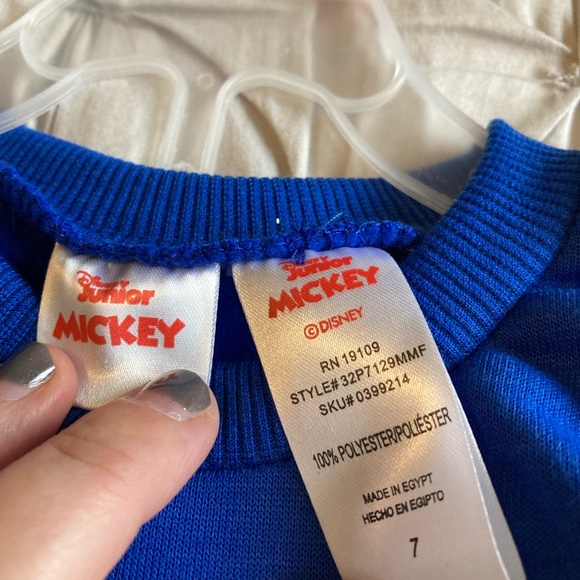 Disney
Junior
MICKEY
Disney
Junior
MICKEY
©DISNEY
RN 19109
STYLE# 32P7129MMF
SKU# 0399214
100% POLYESTER/POLIÉSTER
MADE IN EGYPT
HECHO EN EGIPTO
7